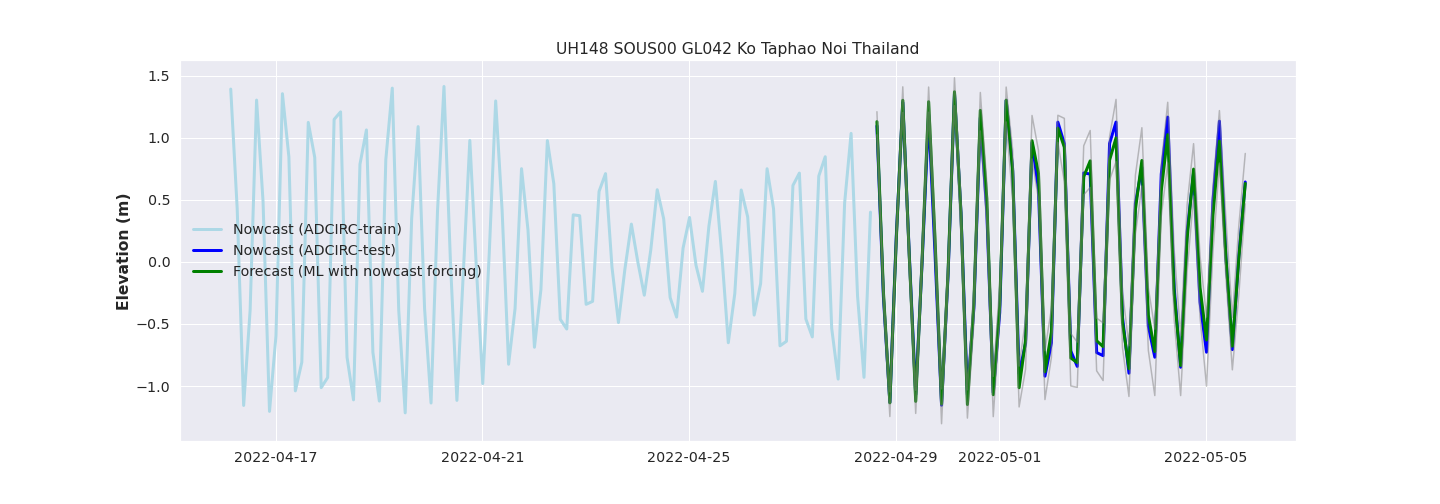 UH148 SOUS00 GL042 Ko Taphao Noi Thailand
1.5
1.0
0.5
0.0
−0.5
−1.0
Elevation (m)
Nowcast (ADCIRC-train)
Nowcast (ADCIRC-test)
Forecast (ML with nowcast forcing)
2022-04-17 2022-04-21 2022-04-25 2022-04-29 2022-05-01 2022-05-05